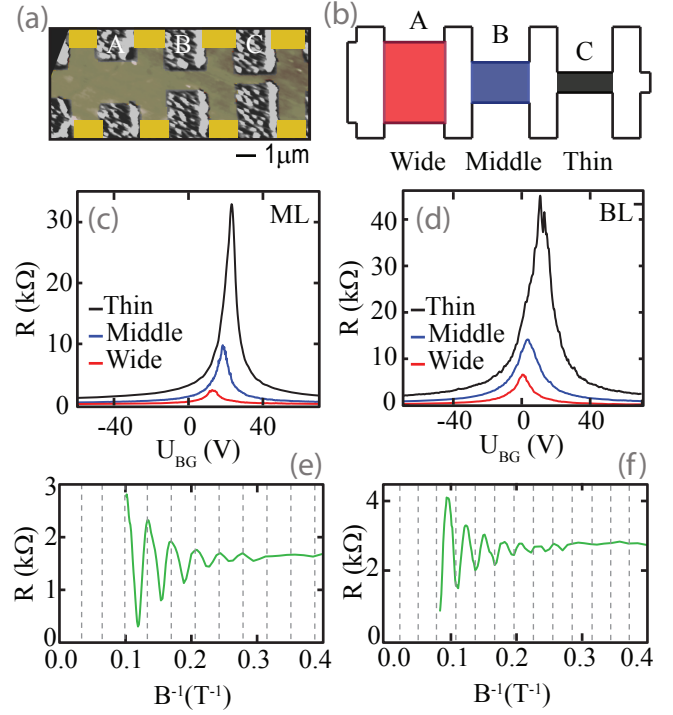 (a)
A B C
1μm
(b)
A
B
C
Wide Middle Thin
(c)
ML
R (kΩ)
30
20
10
0
Thin
Middle
Wide
-40 0 40
U_BG (V)
(d)
BL
R (kΩ)
40
30
20
10
0
Thin
Middle
Wide
-40 0 40
U_BG (V)
(e)
R (kΩ)
3
2
1
0
0.0 0.1 0.2 0.3 0.4
B⁻¹(T⁻¹)
(f)
R (kΩ)
4
2
0
0.0 0.1 0.2 0.3 0.4
B⁻¹(T⁻¹)